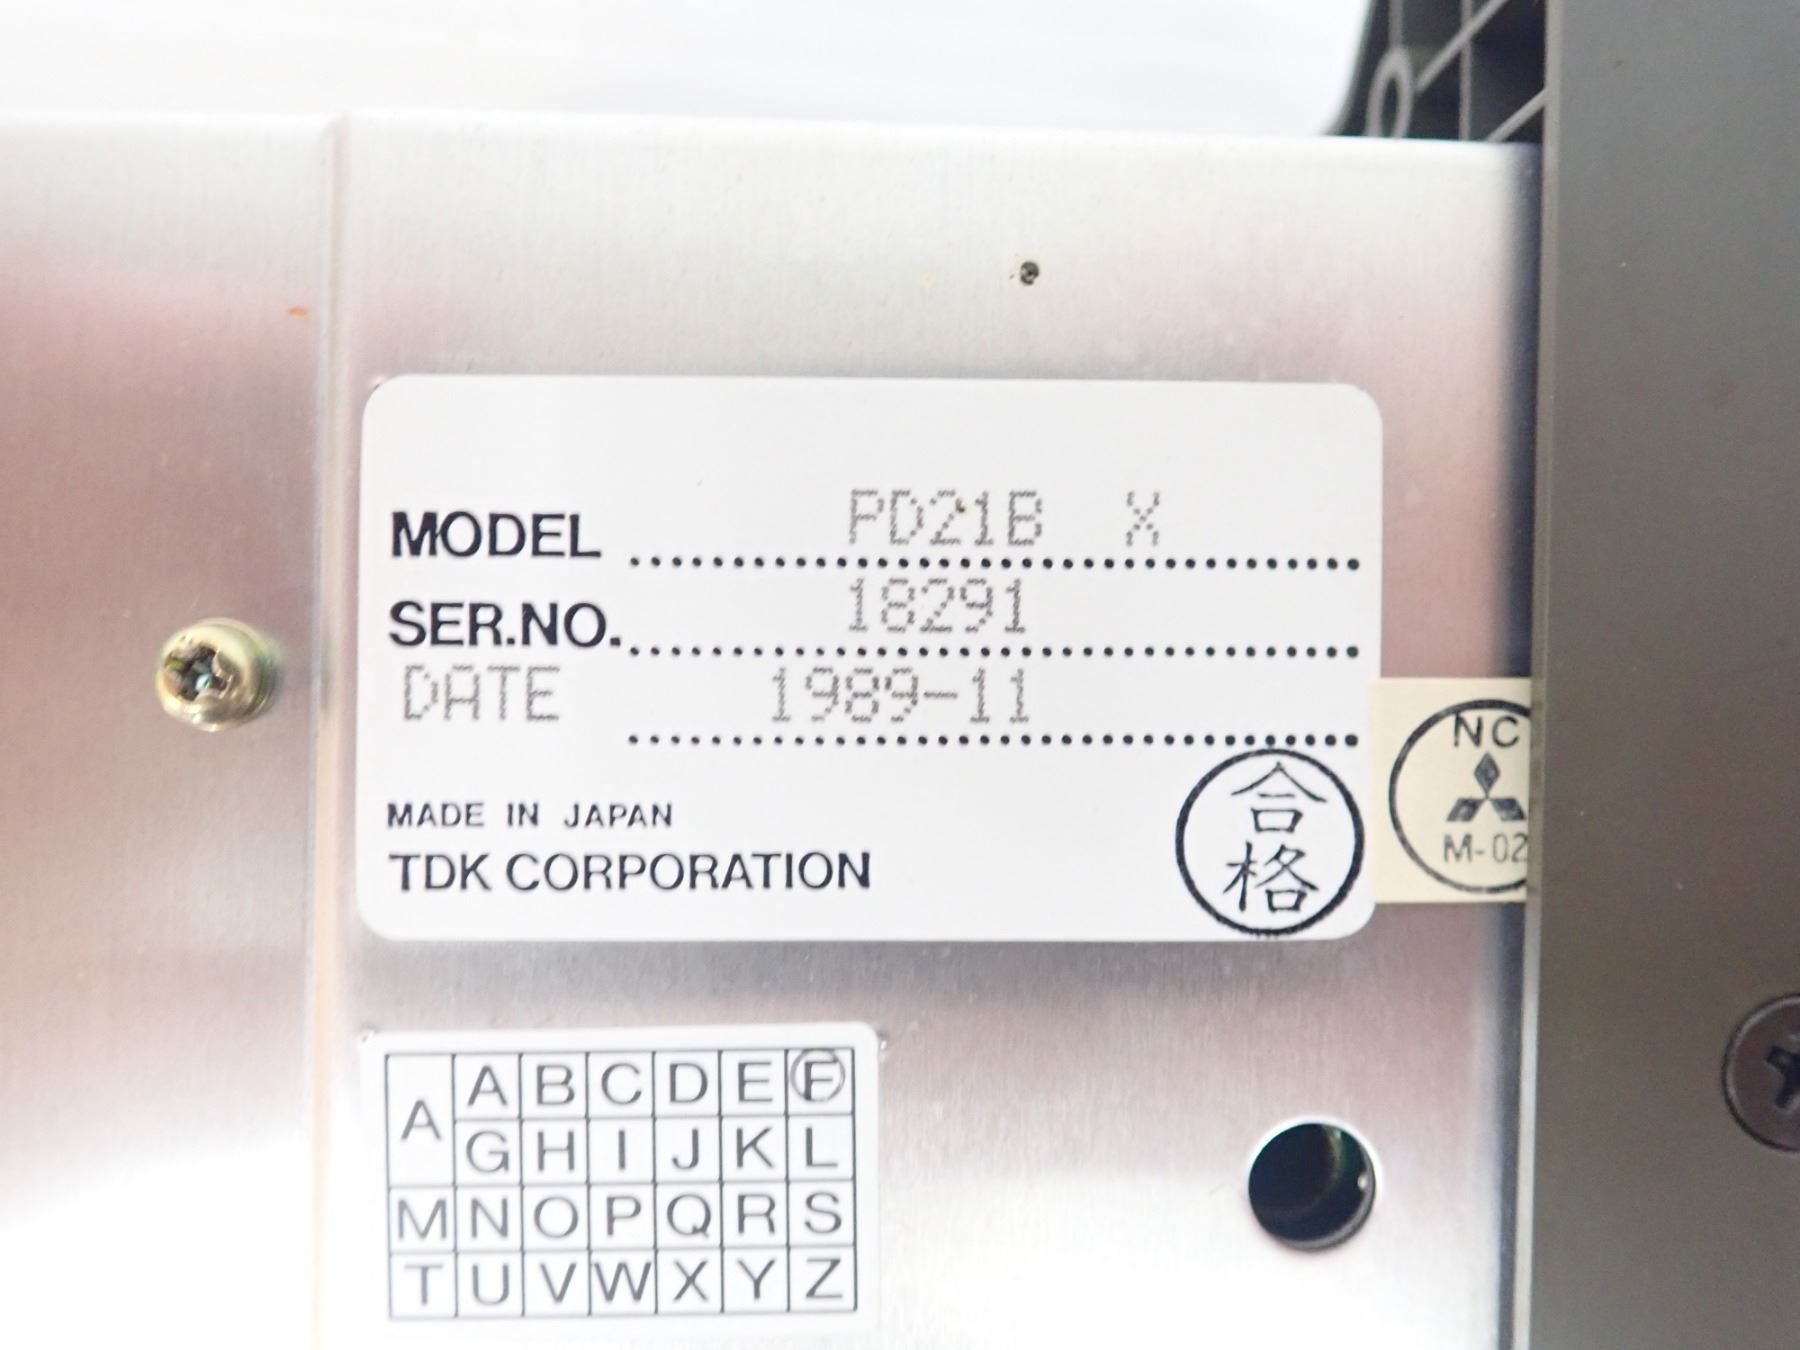 MODEL PD21B X
SER.NO. 18291
DATE 1989-11
MADE IN JAPAN
TDK CORPORATION
合格
NC
M-02
A A B C D E F
G H I J K L
M N O P Q R S
T U V W X Y Z